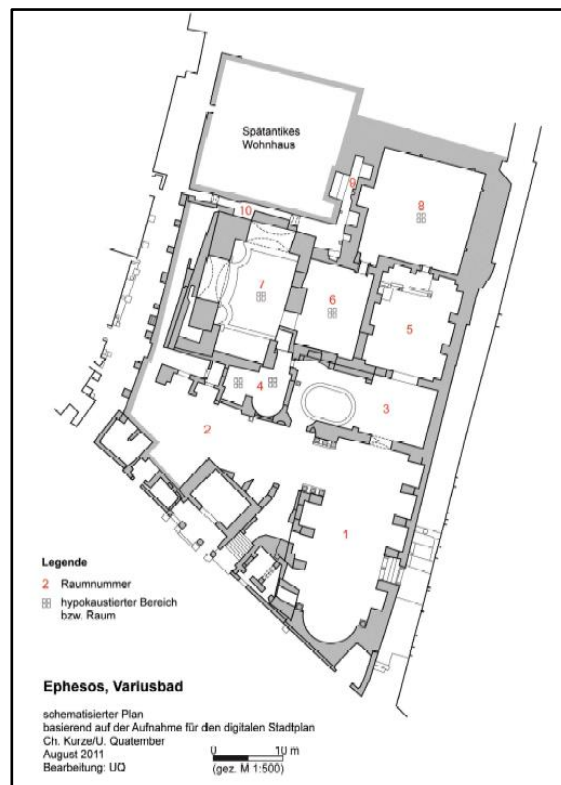 Spätantikes
Wohnhaus
9
8
10
7
6
5
4
3
2
1
Legende
2 Raumnummer
hypokaustierter Bereich
bzw. Raum
Ephesos, Variusbad
schematisierter Plan
basierend auf der Aufnahme für den digitalen Stadtplan
Ch. Kurze/U. Quatember
August 2011
Bearbeitung: UQ
0 10 m
(gez. M 1:500)